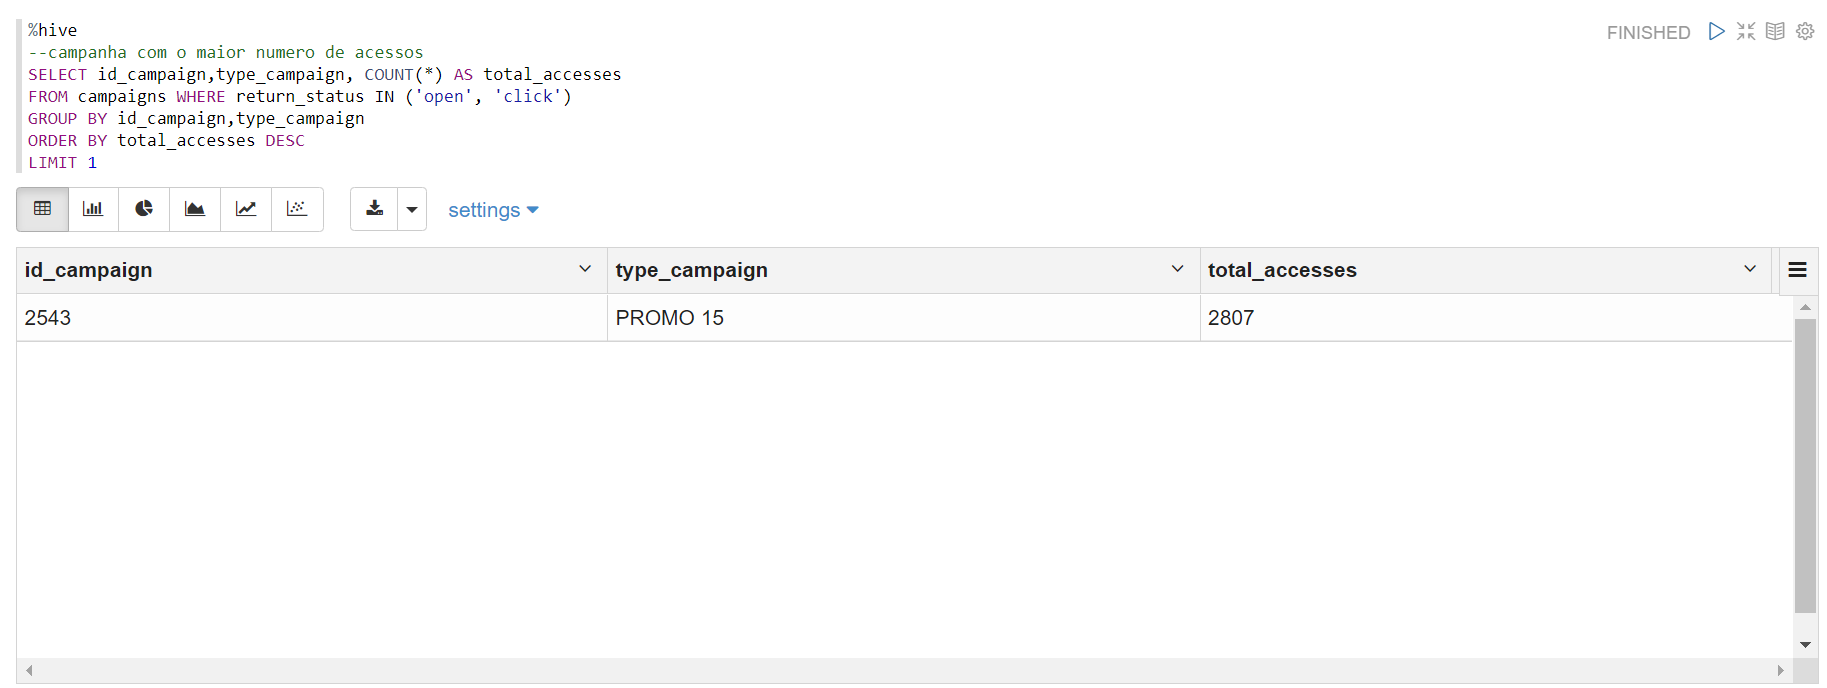 %hive
FINISHED
--campanha com o maior numero de acessos
SELECT id_campaign,type_campaign, COUNT(*) AS total_accesses
FROM campaigns WHERE return_status IN ('open', 'click')
GROUP BY id_campaign,type_campaign
ORDER BY total_accesses DESC
LIMIT 1
settings
id_campaign type_campaign total_accesses
2543 PROMO 15 2807